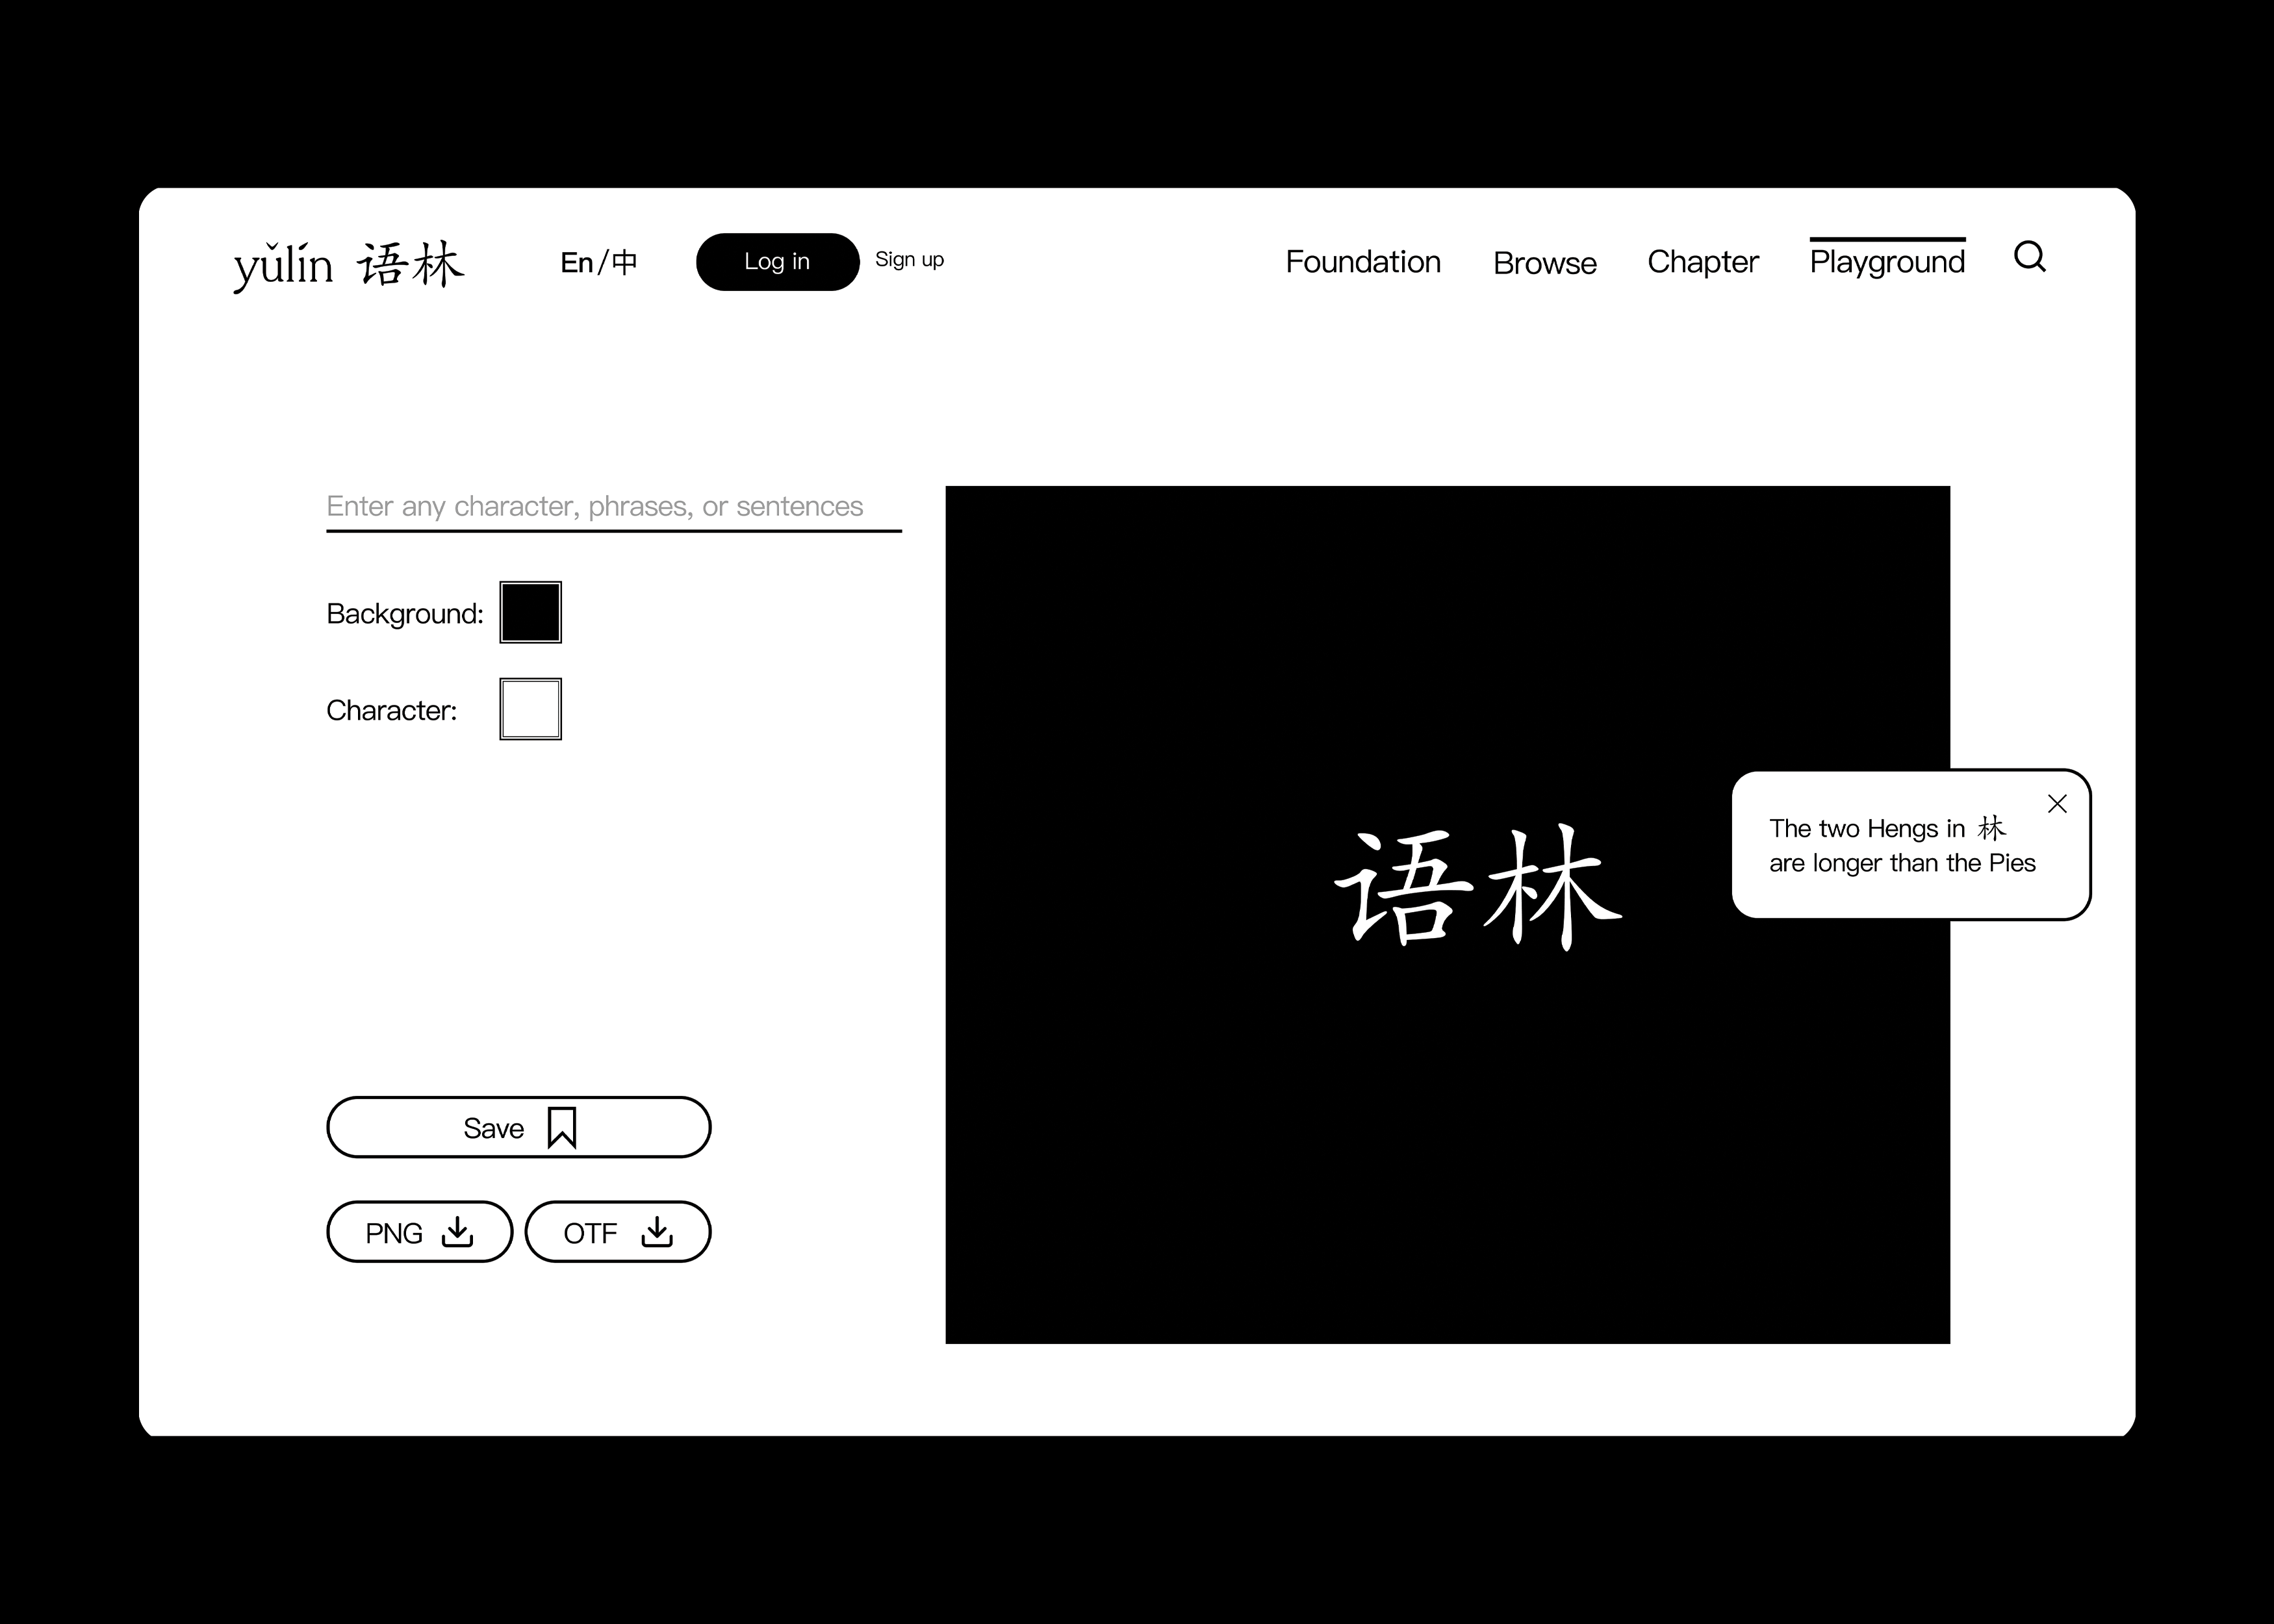 yǔlín 语林
En/中
Log in
Sign up
Foundation
Browse
Chapter
Playground
Enter any character, phrases, or sentences
Background:
Character:
语林
The two Hengs in 林
are longer than the Pies
Save
PNG
OTF